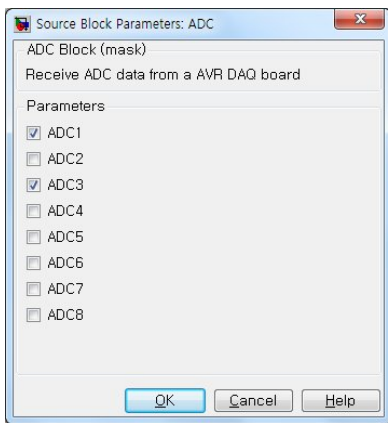 Source Block Parameters: ADC
ADC Block (mask)
Receive ADC data from a AVR DAQ board
Parameters
ADC1
ADC2
ADC3
ADC4
ADC5
ADC6
ADC7
ADC8
OK Cancel Help